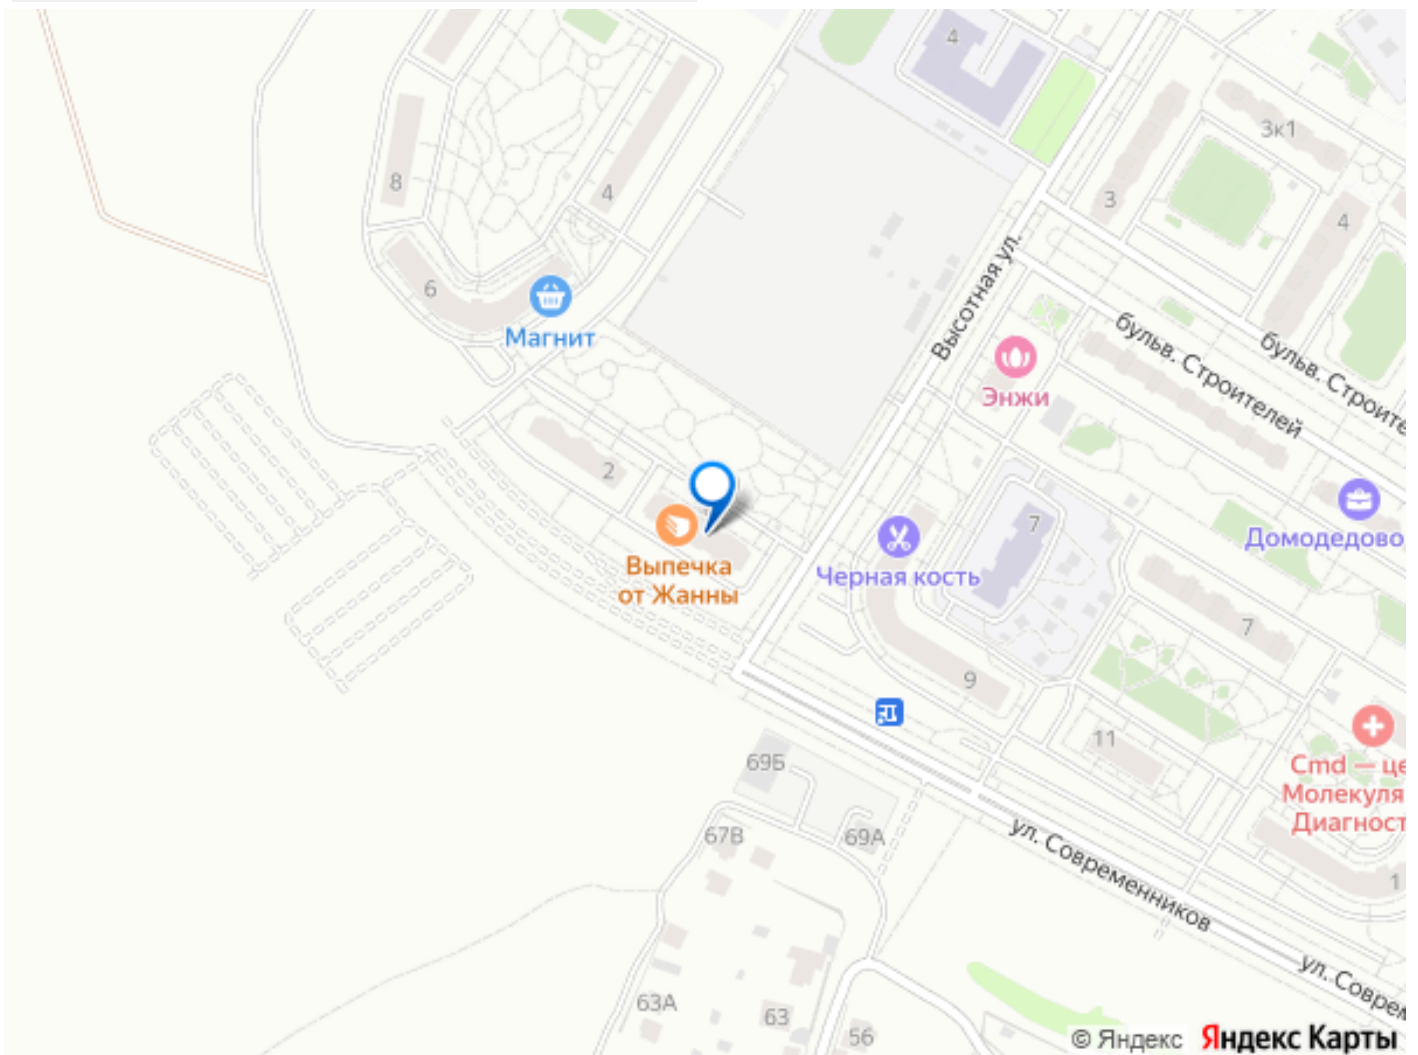 4
3к1
8
4
3
4
6
Магнит
Высотная ул.
бульв. Строителей
бульв. Строите
Энжи
2
7
Домодедово
Выпечка
от Жанны
Черная кость
7
9
11
69Б
Cmd — це
Молекуля
Диагност
67В
69А
ул. Современников
1
ул. Соврем
63А
63
56
© Яндекс Яндекс Карты